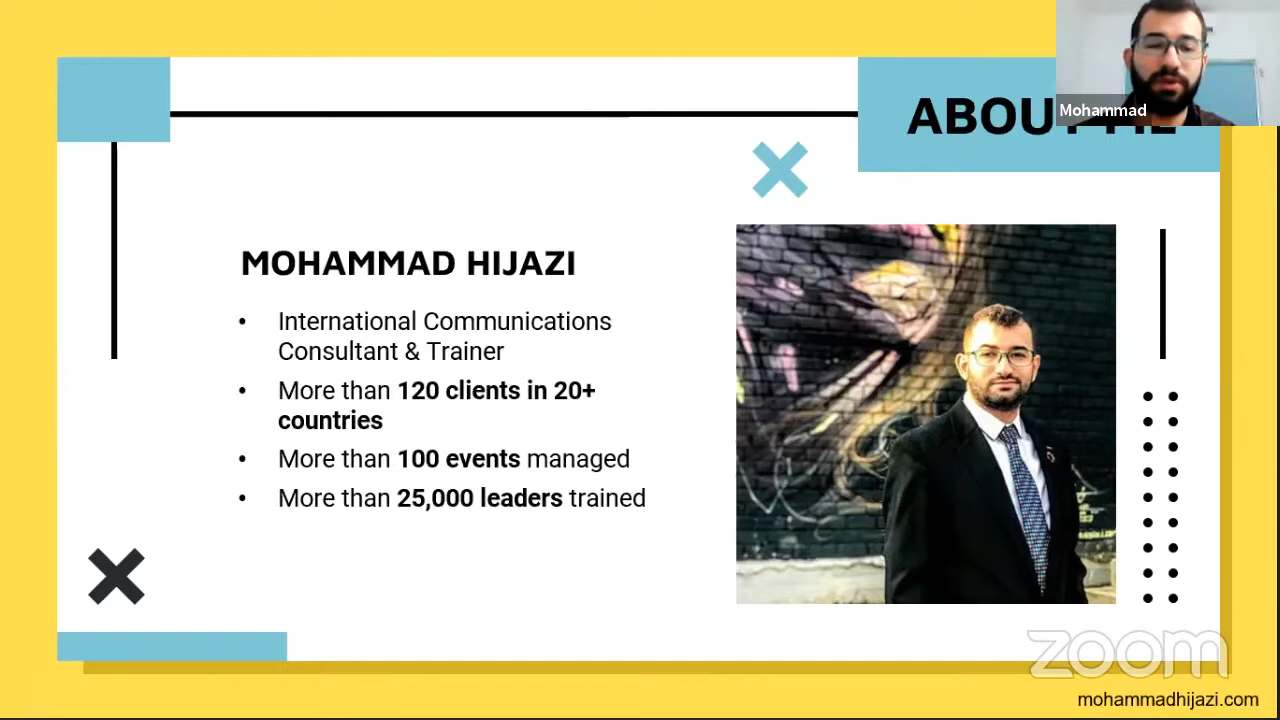 Mohammad
ABOUT ME
MOHAMMAD HIJAZI
• International Communications
Consultant & Trainer
• More than 120 clients in 20+
countries
• More than 100 events managed
• More than 25,000 leaders trained
zoom
mohammadhijazi.com